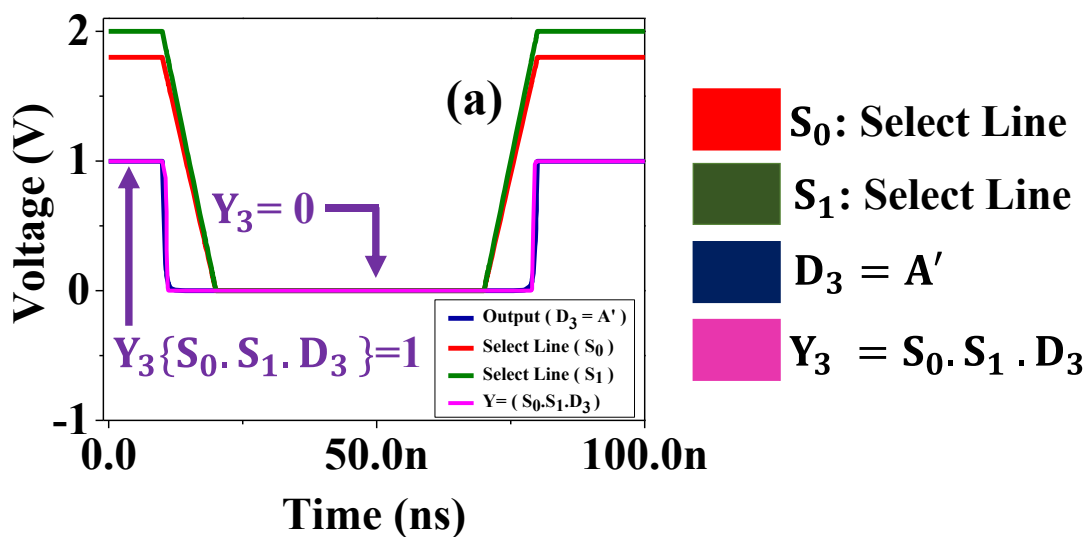 2
1
0
-1
Voltage (V)
(a)
Y₃= 0
Y₃{S₀. S₁. D₃ }=1
Output ( D₃ = A' )
Select Line ( S₀ )
Select Line ( S₁ )
Y= ( S₀.S₁.D₃ )
0.0
50.0n
100.0n
Time (ns)
S₀: Select Line
S₁: Select Line
D₃ = A′
Y₃ = S₀. S₁ . D₃